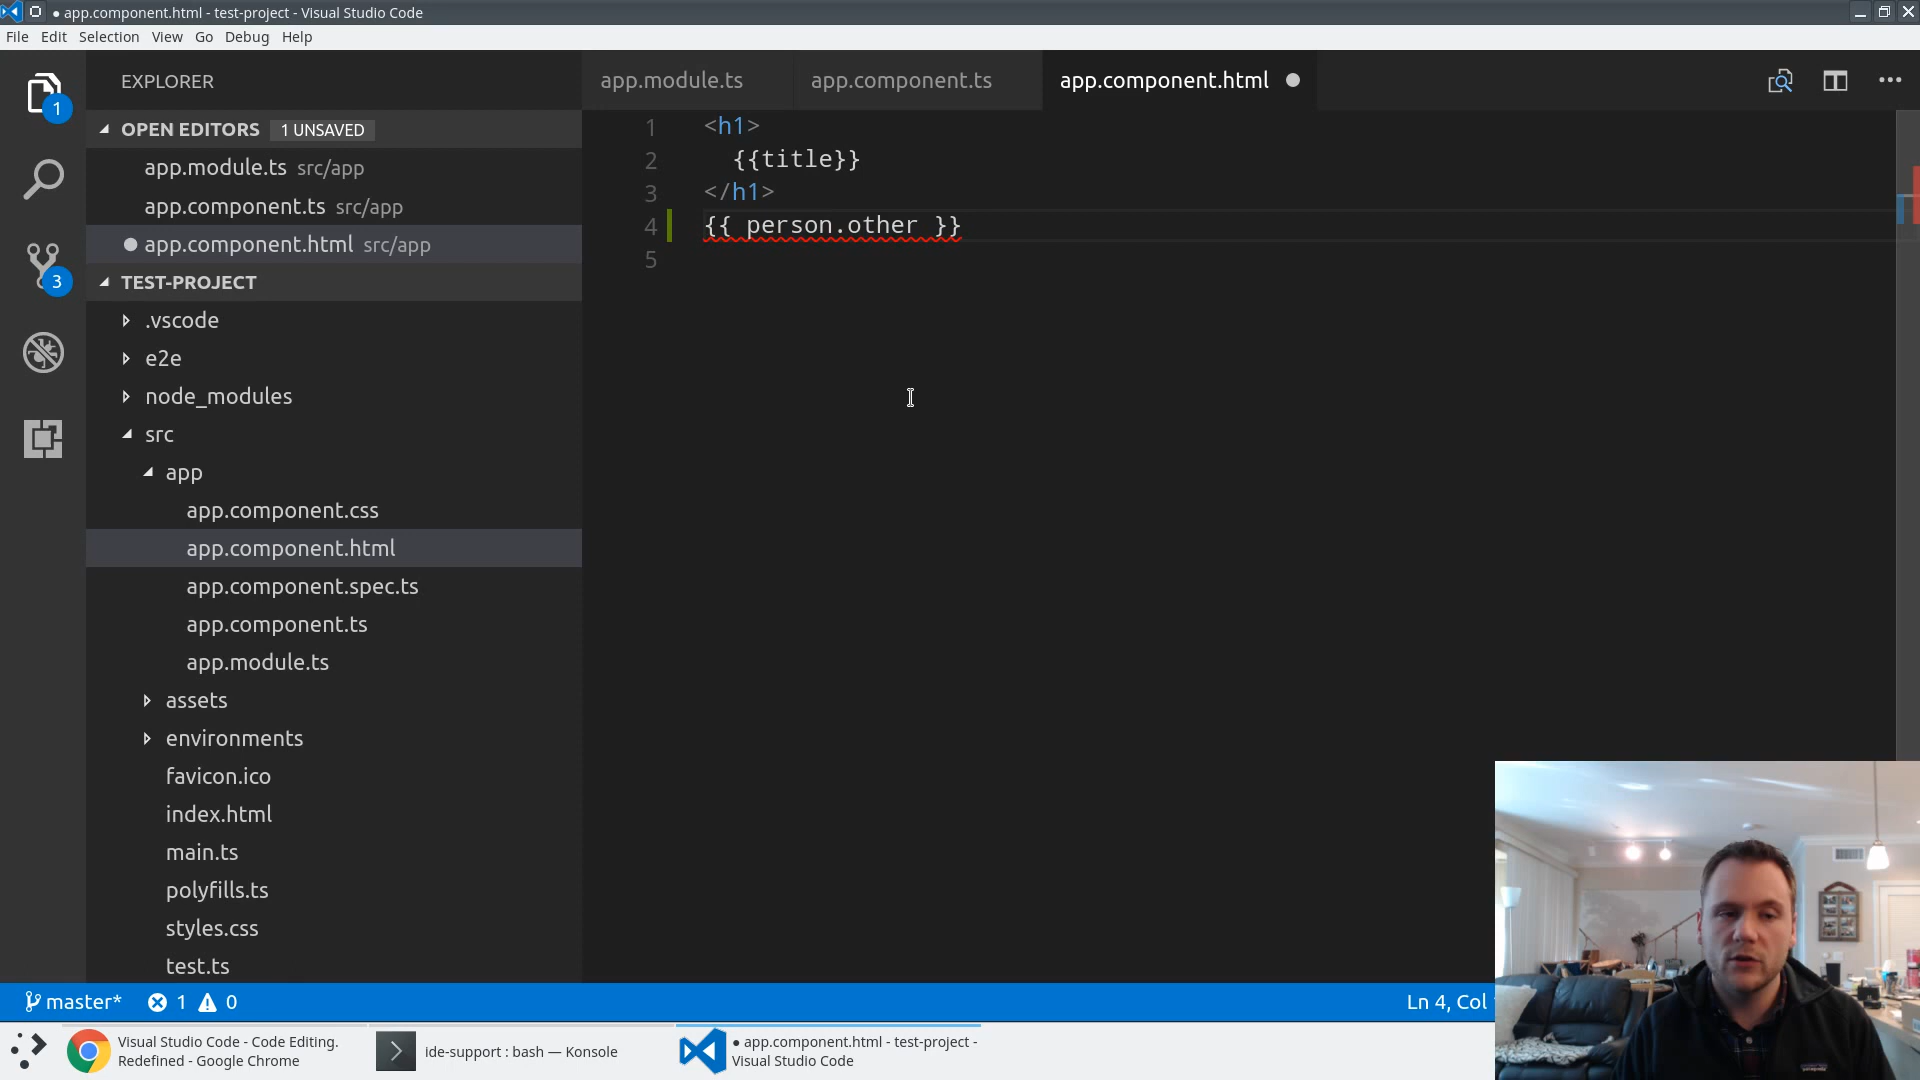 ● app.component.html - test-project - Visual Studio Code
File Edit Selection View Go Debug Help
1
EXPLORER
app.module.ts app.component.ts app.component.html
OPEN EDITORS 1 UNSAVED
app.module.ts src/app
app.component.ts src/app
app.component.html src/app
3
TEST-PROJECT
.vscode
e2e
node_modules
src
app
app.component.css
app.component.html
app.component.spec.ts
app.component.ts
app.module.ts
assets
environments
favicon.ico
index.html
main.ts
polyfills.ts
styles.css
test.ts
1 <h1>
2 {{title}}
3 </h1>
4 {{ person.other }}
5
master* 1 0
Ln 4, Col
Visual Studio Code - Code Editing.
Redefined - Google Chrome
ide-support : bash — Konsole
● app.component.html - test-project -
Visual Studio Code